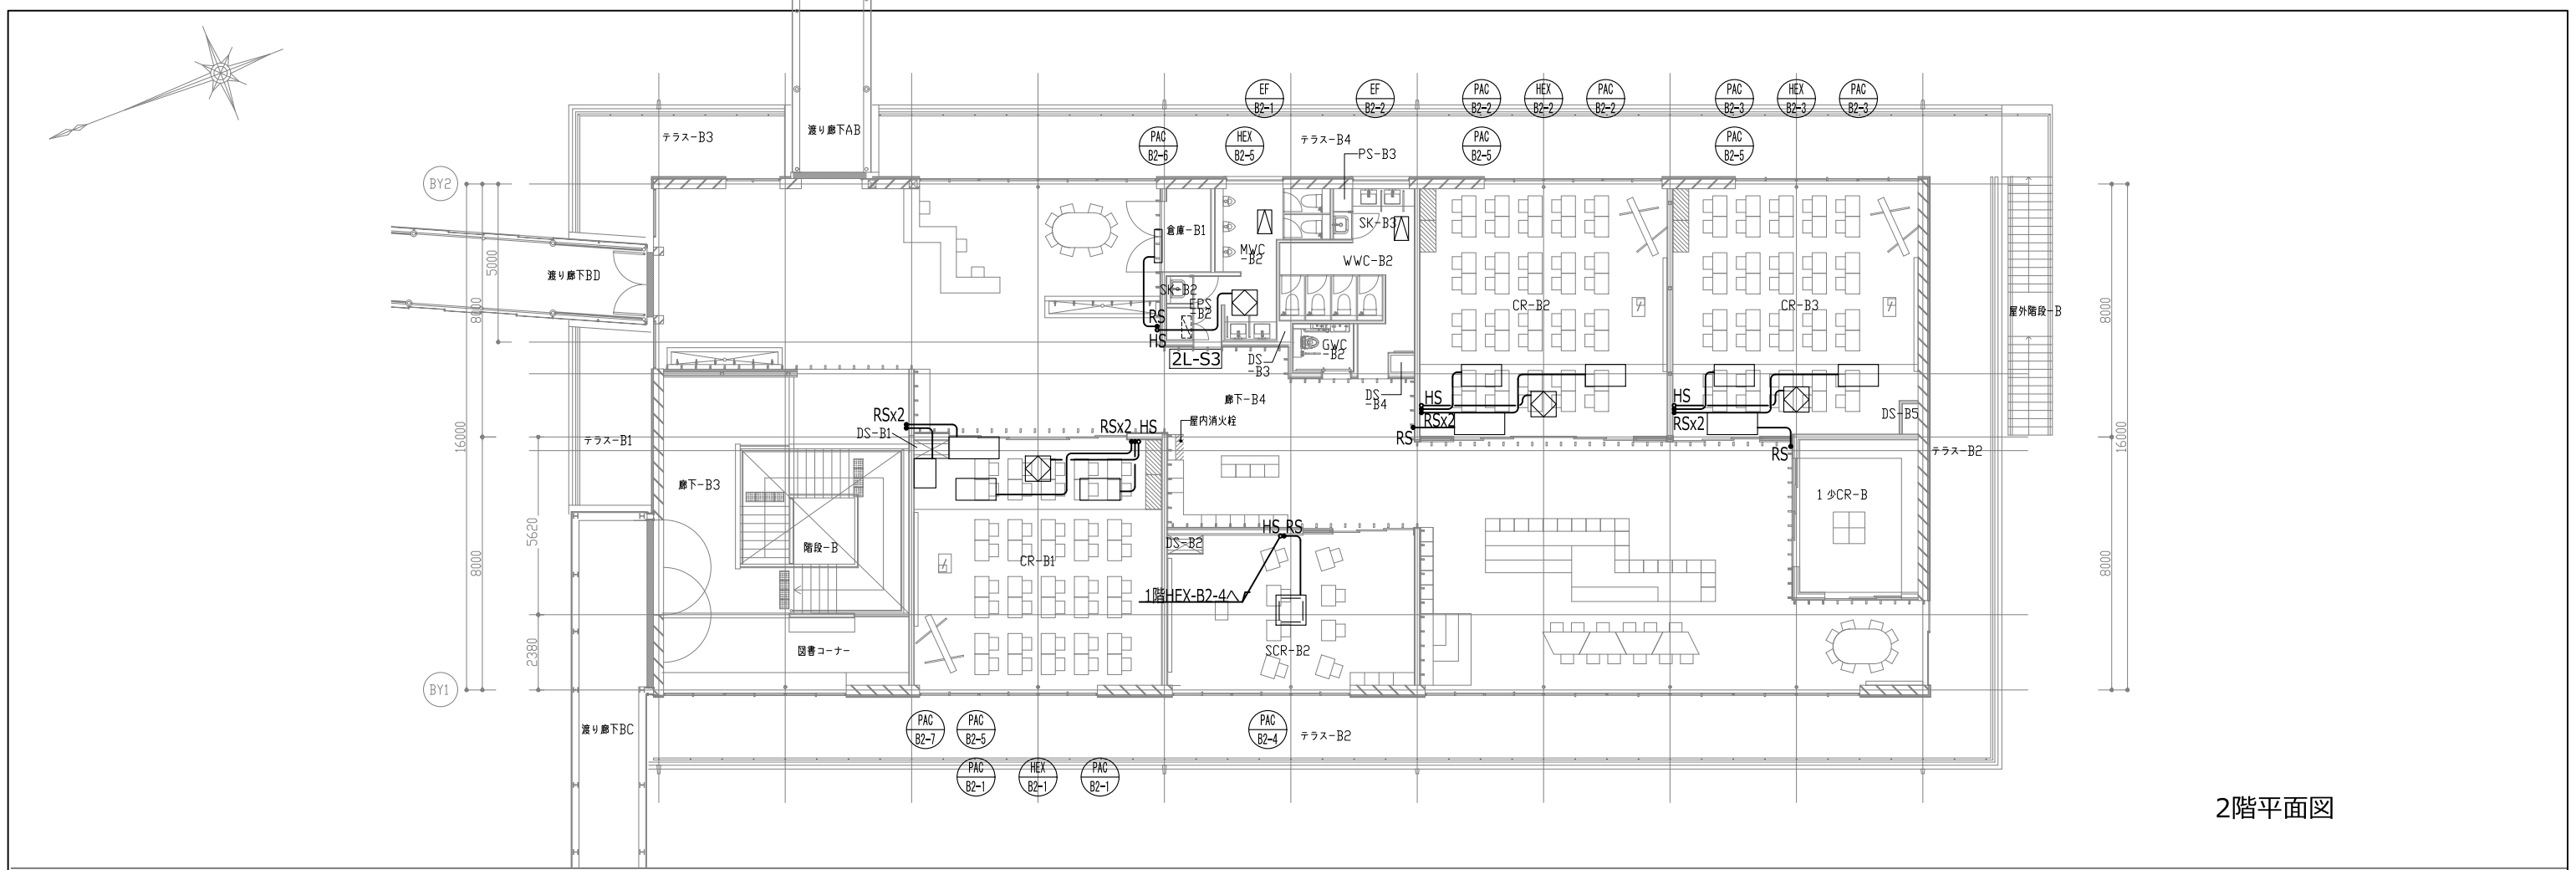 渡り廊下AB
テラス-B3
EF
B2-1
EF
B2-2
PAC
B2-2
HEX
B2-2
PAC
B2-2
PAC
B2-3
HEX
B2-3
PAC
B2-3
PAC
B2-6
HEX
B2-5
テラス-B4
PAC
B2-5
PAC
B2-5
PS-B3
BY2
倉庫-B1
MWC
-B2
SK-B3
WWC-B2
渡り廊下BD
5000
8000
16000
SK-B2
EPS
-B2
CR-B2
CR-B3
屋外階段-B
8000
16000
RS
HS
2L-S3
DS
-B3
GWC
-B2
DS
-B4
廊下-B4
HS
RSx2
RS
HS
RSx2
RS
DS-B5
テラス-B2
テラス-B1
RSx2
DS-B1
RSx2
HS
屋内消火栓
廊下-B3
1少CR-B
5620
8000
8000
階段-B
CR-B1
DS-B2
HS
RS
1階HEX-B2-4へ
2380
図書コーナー
SCR-B2
BY1
渡り廊下BC
PAC
B2-7
PAC
B2-5
PAC
B2-4
テラス-B2
PAC
B2-1
HEX
B2-1
PAC
B2-1
2階平面図